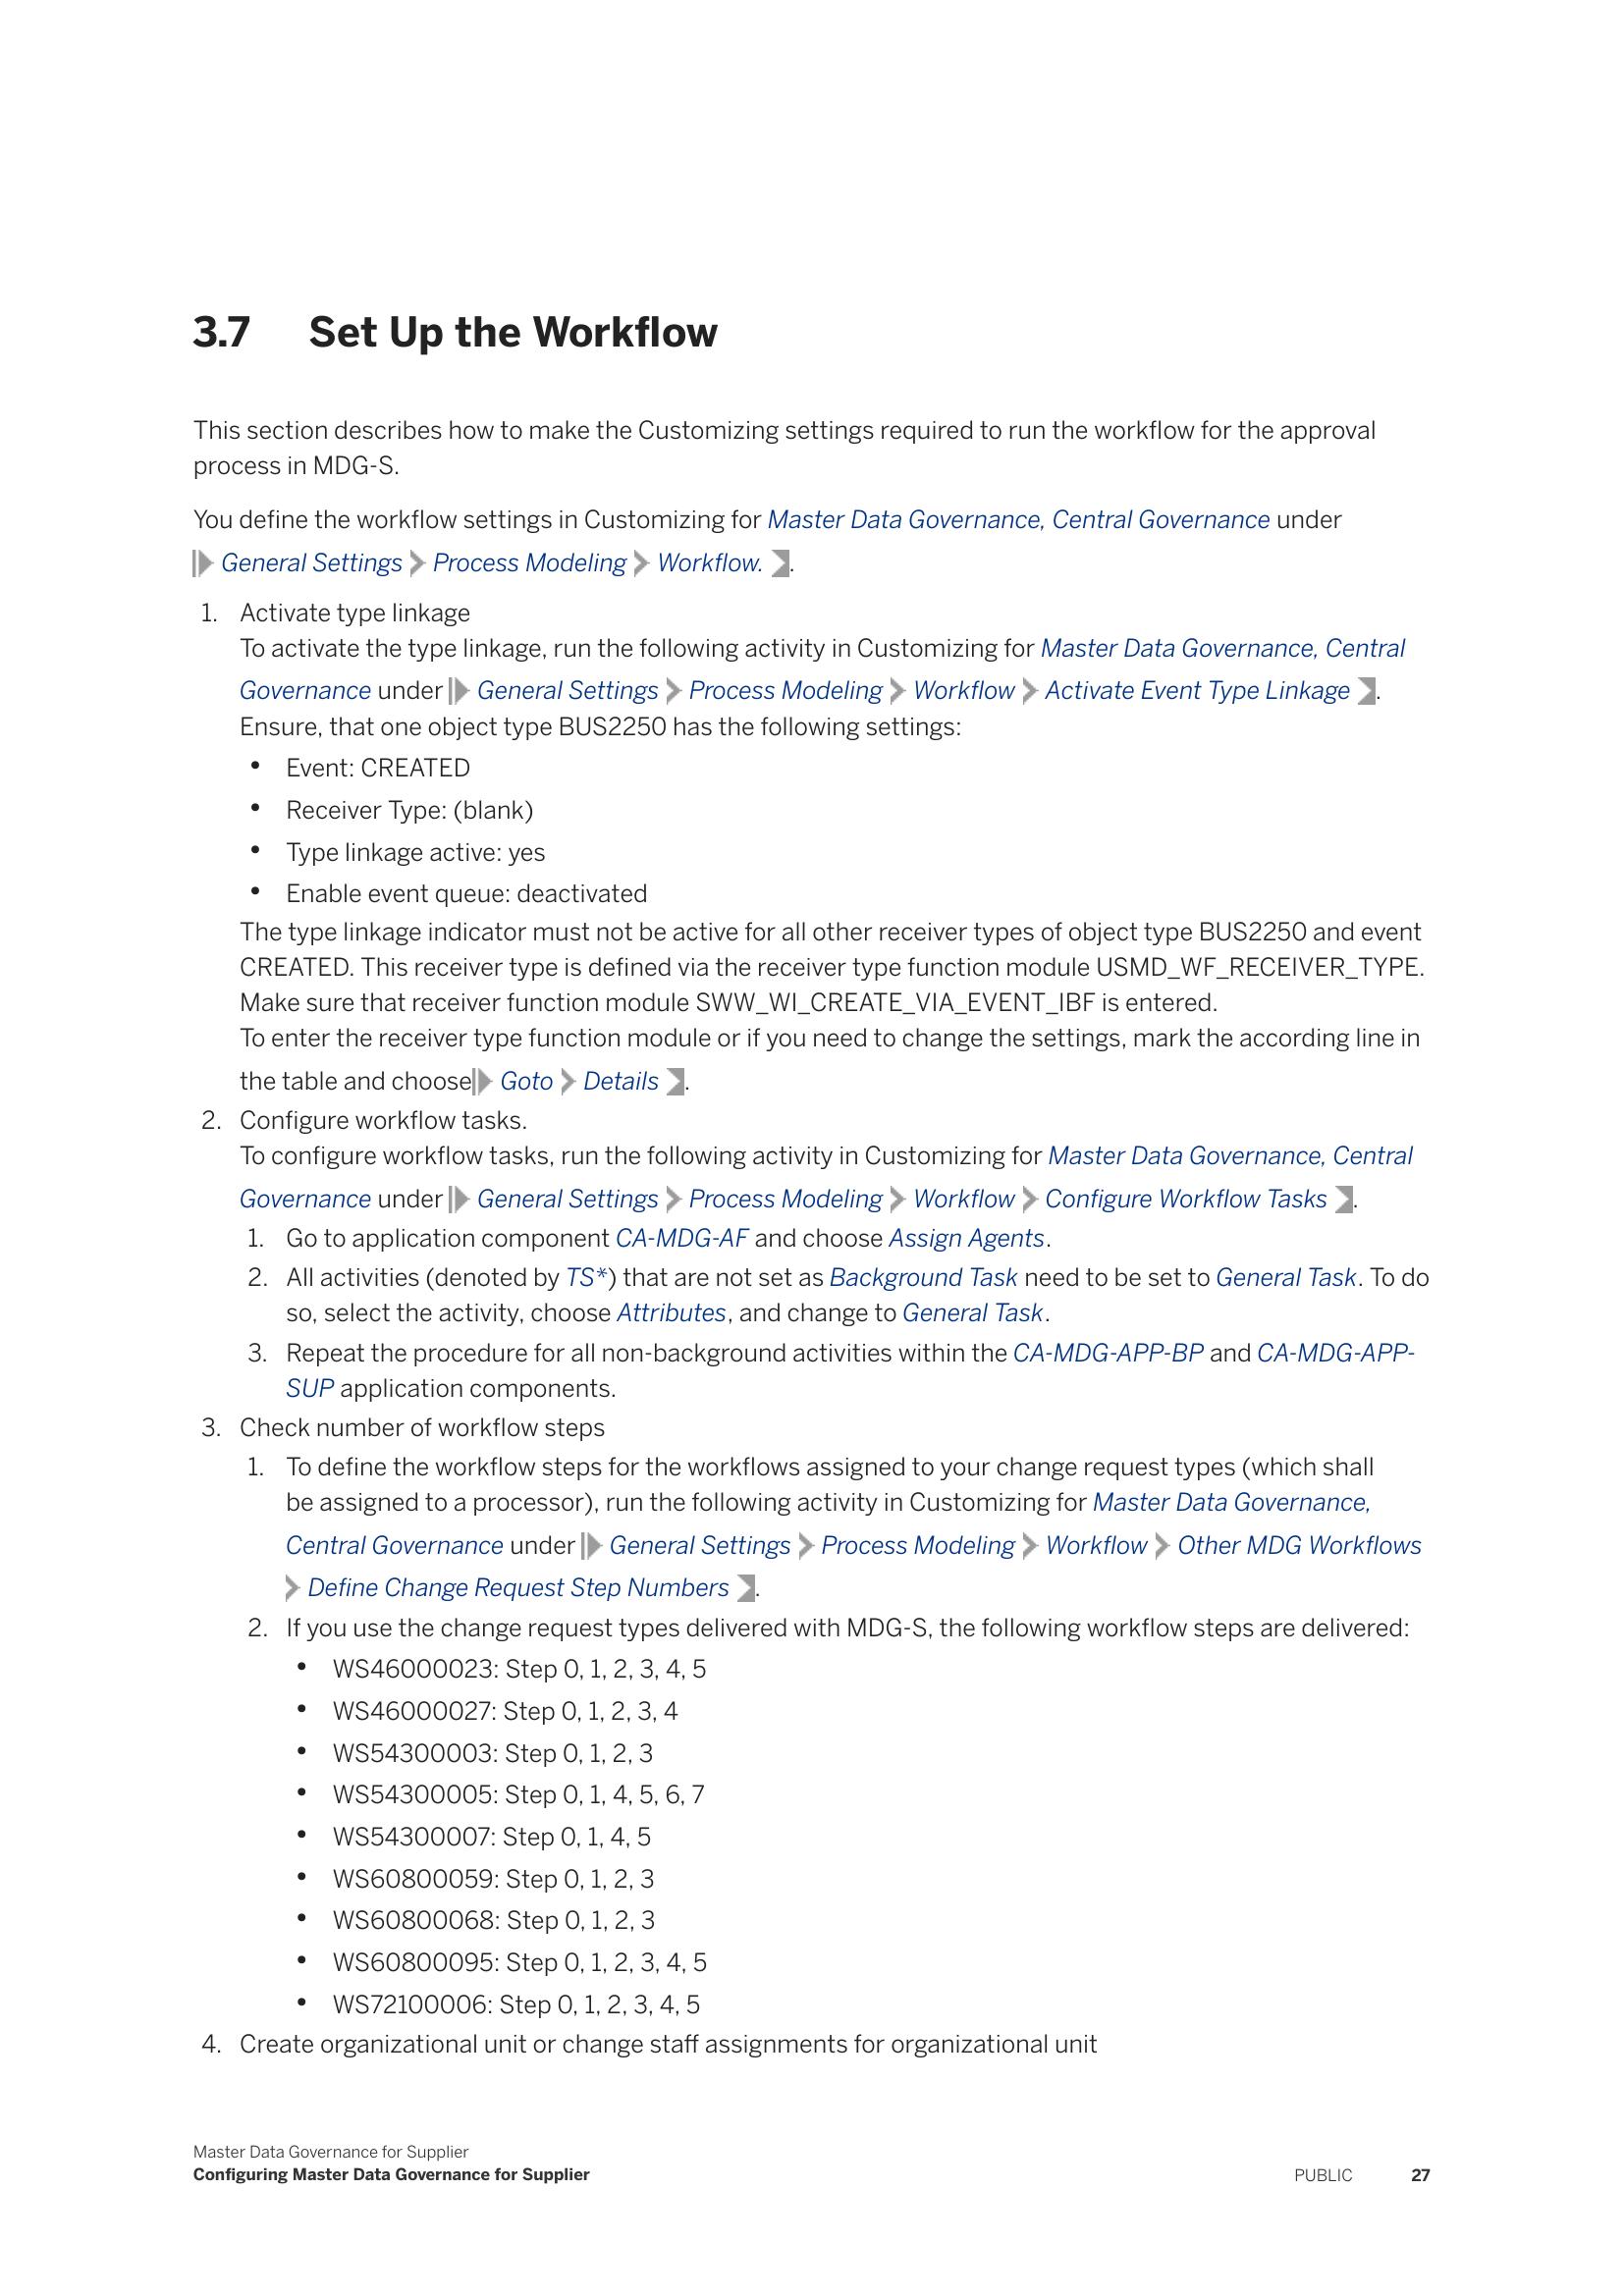 3.7 Set Up the Workflow
This section describes how to make the Customizing settings required to run the workflow for the approval
process in MDG-S.
You define the workflow settings in Customizing for Master Data Governance, Central Governance under
General Settings Process Modeling Workflow. .
1. Activate type linkage
To activate the type linkage, run the following activity in Customizing for Master Data Governance, Central
Governance under General Settings Process Modeling Workflow Activate Event Type Linkage .
Ensure, that one object type BUS2250 has the following settings:
• Event: CREATED
• Receiver Type: (blank)
• Type linkage active: yes
• Enable event queue: deactivated
The type linkage indicator must not be active for all other receiver types of object type BUS2250 and event
CREATED. This receiver type is defined via the receiver type function module USMD_WF_RECEIVER_TYPE.
Make sure that receiver function module SWW_WI_CREATE_VIA_EVENT_IBF is entered.
To enter the receiver type function module or if you need to change the settings, mark the according line in
the table and choose Goto Details .
2. Configure workflow tasks.
To configure workflow tasks, run the following activity in Customizing for Master Data Governance, Central
Governance under General Settings Process Modeling Workflow Configure Workflow Tasks .
1. Go to application component CA-MDG-AF and choose Assign Agents.
2. All activities (denoted by TS*) that are not set as Background Task need to be set to General Task. To do
so, select the activity, choose Attributes, and change to General Task.
3. Repeat the procedure for all non-background activities within the CA-MDG-APP-BP and CA-MDG-APP-
SUP application components.
3. Check number of workflow steps
1. To define the workflow steps for the workflows assigned to your change request types (which shall
be assigned to a processor), run the following activity in Customizing for Master Data Governance,
Central Governance under General Settings Process Modeling Workflow Other MDG Workflows
Define Change Request Step Numbers .
2. If you use the change request types delivered with MDG-S, the following workflow steps are delivered:
• WS46000023: Step 0, 1, 2, 3, 4, 5
• WS46000027: Step 0, 1, 2, 3, 4
• WS54300003: Step 0, 1, 2, 3
• WS54300005: Step 0, 1, 4, 5, 6, 7
• WS54300007: Step 0, 1, 4, 5
• WS60800059: Step 0, 1, 2, 3
• WS60800068: Step 0, 1, 2, 3
• WS60800095: Step 0, 1, 2, 3, 4, 5
• WS72100006: Step 0, 1, 2, 3, 4, 5
4. Create organizational unit or change staff assignments for organizational unit
Master Data Governance for Supplier
Configuring Master Data Governance for Supplier PUBLIC 27